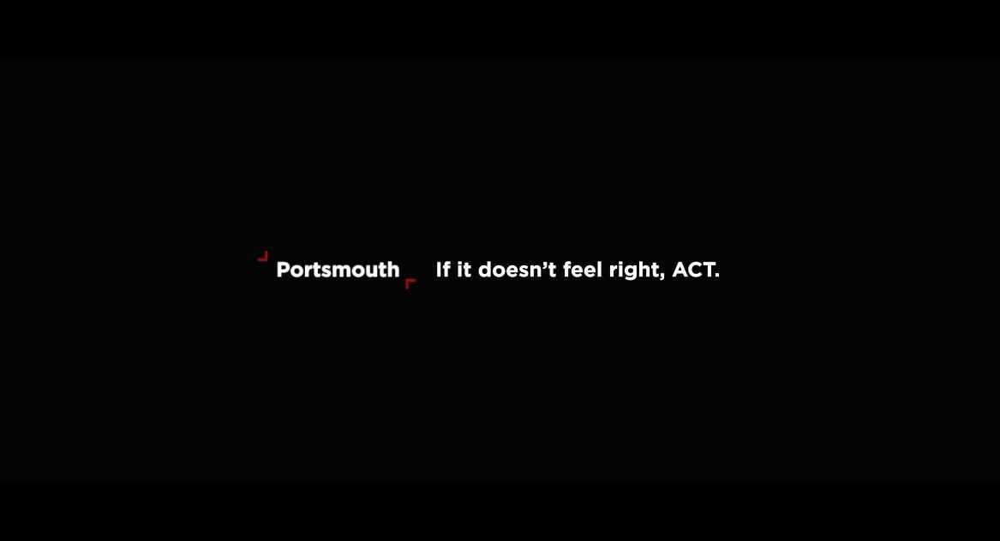 Portsmouth If it doesn’t feel right, ACT.